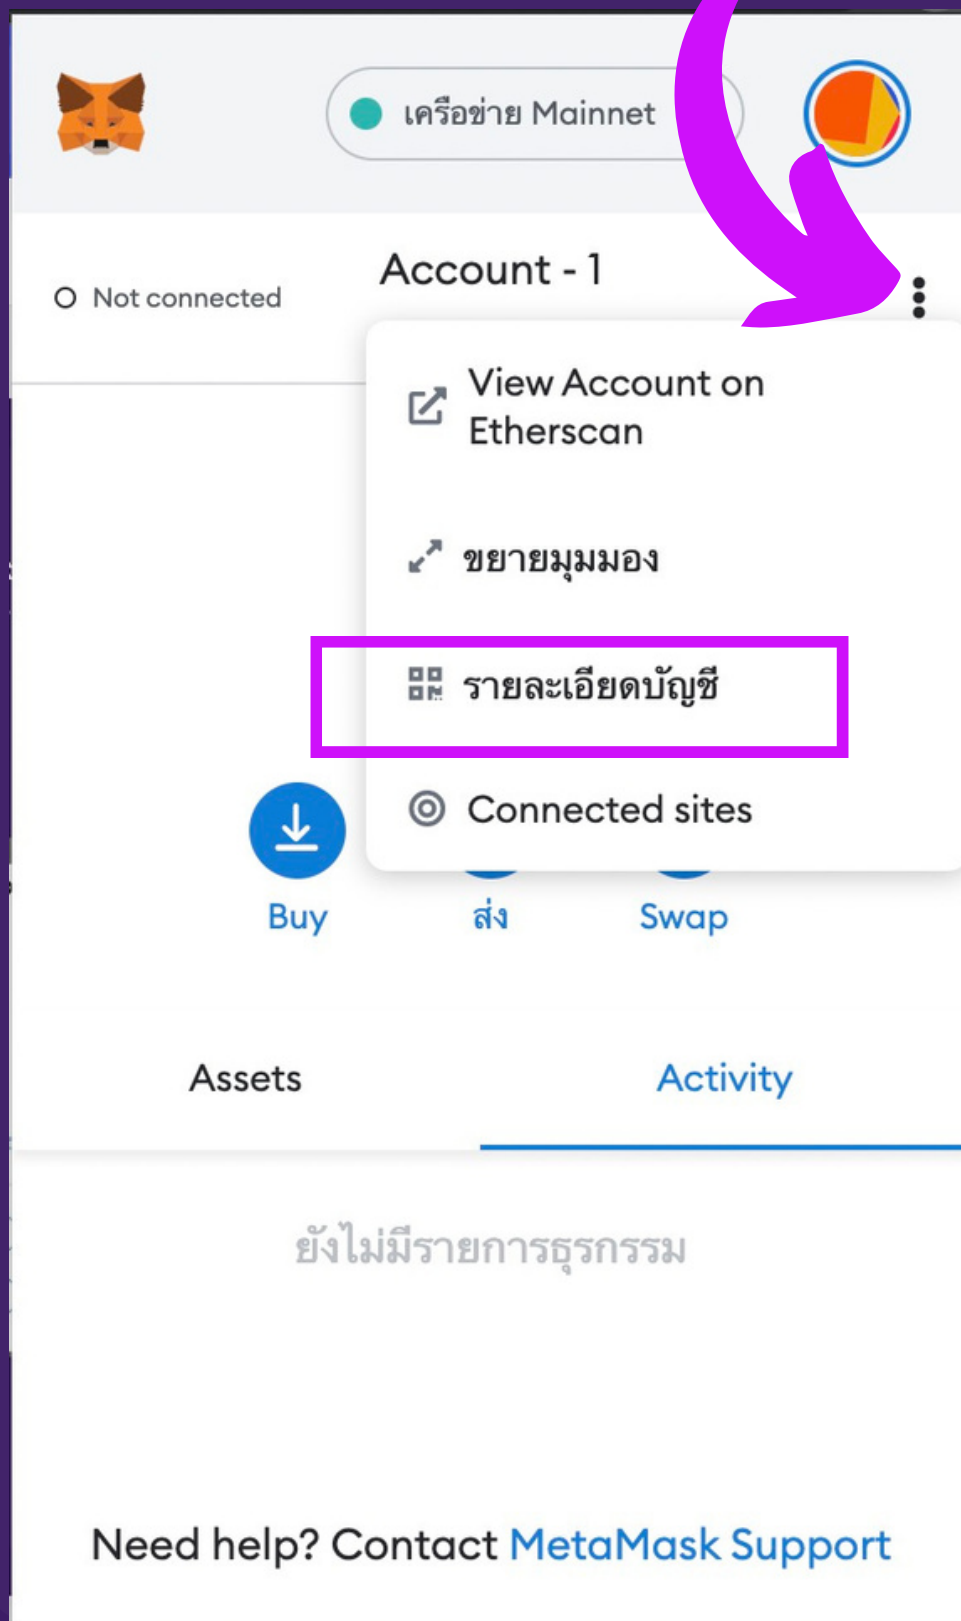 เครือข่าย Mainnet
Account - 1
Not connected
View Account on
Etherscan
ขยายมุมมอง
รายละเอียดบัญชี
Connected sites
Buy
ส่ง
Swap
Assets
Activity
ยังไม่มีรายการธุรกรรม
Need help? Contact MetaMask Support